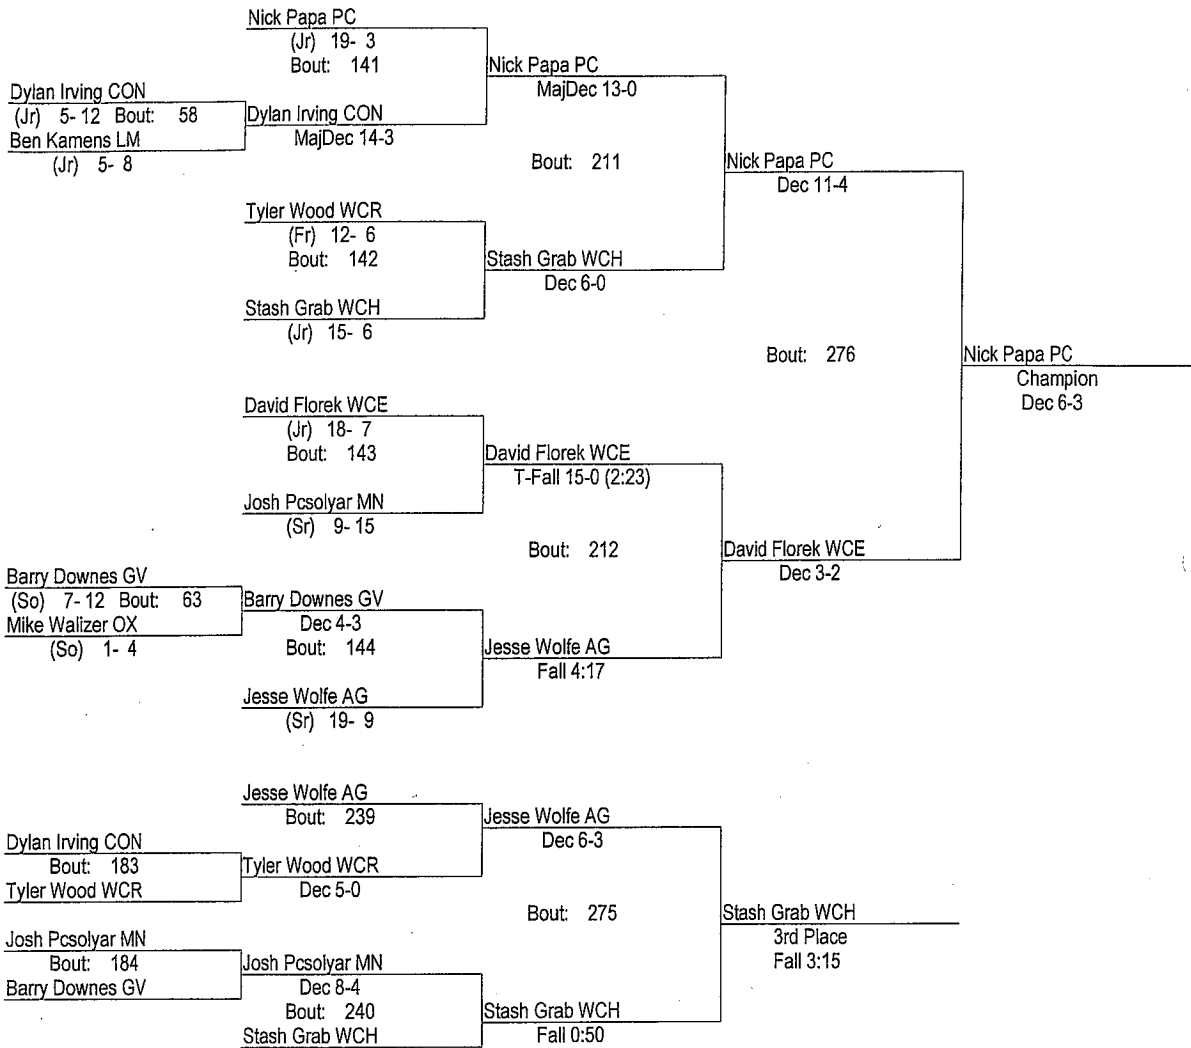 Nick Papa PC
(Jr) 19- 3
Bout: 141
Dylan Irving CON
(Jr) 5- 12 Bout: 58
Ben Kamens LM
(Jr) 5- 8
Dylan Irving CON
MajDec 14-3
Nick Papa PC
MajDec 13-0
Bout: 211
Tyler Wood WCR
(Fr) 12- 6
Bout: 142
Stash Grab WCH
(Jr) 15- 6
Stash Grab WCH
Dec 6-0
Nick Papa PC
Dec 11-4
Bout: 276
Nick Papa PC
Champion
Dec 6-3
David Florek WCE
(Jr) 18- 7
Bout: 143
Josh Pcsolyar MN
(Sr) 9- 15
David Florek WCE
T-Fall 15-0 (2:23)
Bout: 212
David Florek WCE
Dec 3-2
Barry Downes GV
(So) 7- 12 Bout: 63
Mike Walizer OX
(So) 1- 4
Barry Downes GV
Dec 4-3
Bout: 144
Jesse Wolfe AG
(Sr) 19- 9
Jesse Wolfe AG
Fall 4:17
Jesse Wolfe AG
Bout: 239
Dylan Irving CON
Bout: 183
Tyler Wood WCR
Tyler Wood WCR
Dec 5-0
Jesse Wolfe AG
Dec 6-3
Bout: 275
Josh Pcsolyar MN
Bout: 184
Barry Downes GV
Josh Pcsolyar MN
Dec 8-4
Bout: 240
Stash Grab WCH
Stash Grab WCH
Fall 0:50
Stash Grab WCH
3rd Place
Fall 3:15